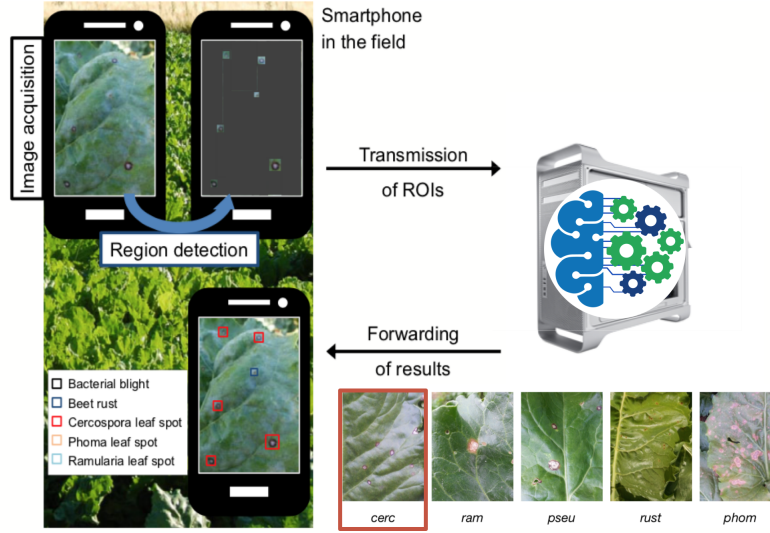 Smartphone
in the field
Image acquisition
Region detection
Transmission
of ROIs
Forwarding
of results
Bacterial blight
Beet rust
Cercospora leaf spot
Phoma leaf spot
Ramularia leaf spot
cerc
ram
pseu
rust
phom